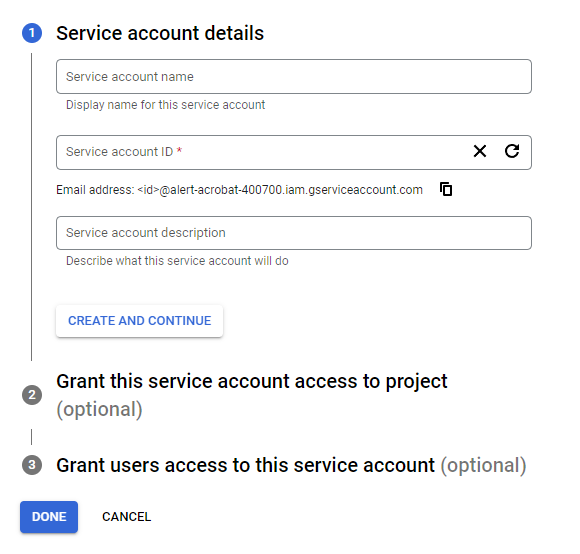 1 Service account details
Service account name
Display name for this service account
Service account ID *
Email address: <id>@alert-acrobat-400700.iam.gserviceaccount.com
Service account description
Describe what this service account will do
CREATE AND CONTINUE
2 Grant this service account access to project
(optional)
3 Grant users access to this service account (optional)
DONE CANCEL